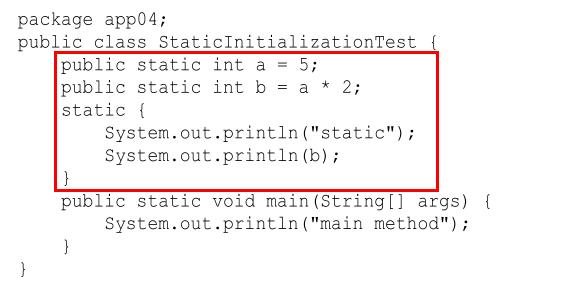 package app04;
public class StaticInitializationTest {
    public static int a = 5;
    public static int b = a * 2;
    static {
        System.out.println("static");
        System.out.println(b);
    }
    public static void main(String[] args) {
        System.out.println("main method");
    }
}